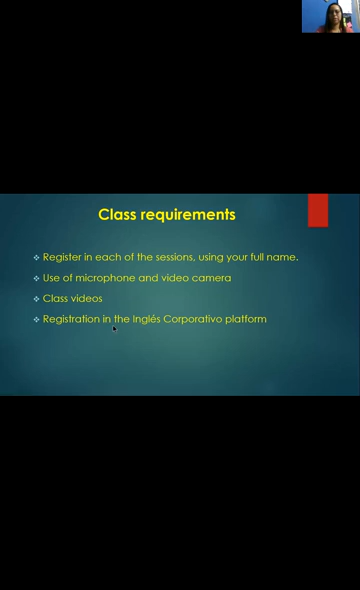 Class requirements
Register in each of the sessions, using your full name.
Use of microphone and video camera
Class videos
Registration in the Inglés Corporativo platform